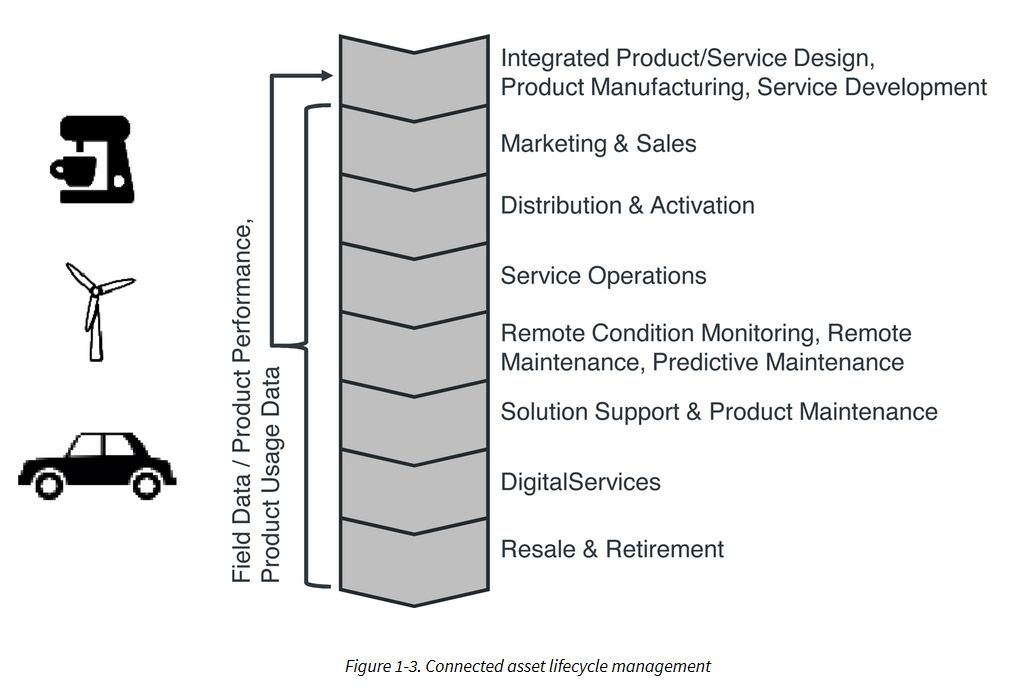 Integrated Product/Service Design,
Product Manufacturing, Service Development
Marketing & Sales
Distribution & Activation
Service Operations
Remote Condition Monitoring, Remote
Maintenance, Predictive Maintenance
Solution Support & Product Maintenance
DigitalServices
Resale & Retirement
Field Data / Product Performance,
Product Usage Data
Figure 1-3. Connected asset lifecycle management